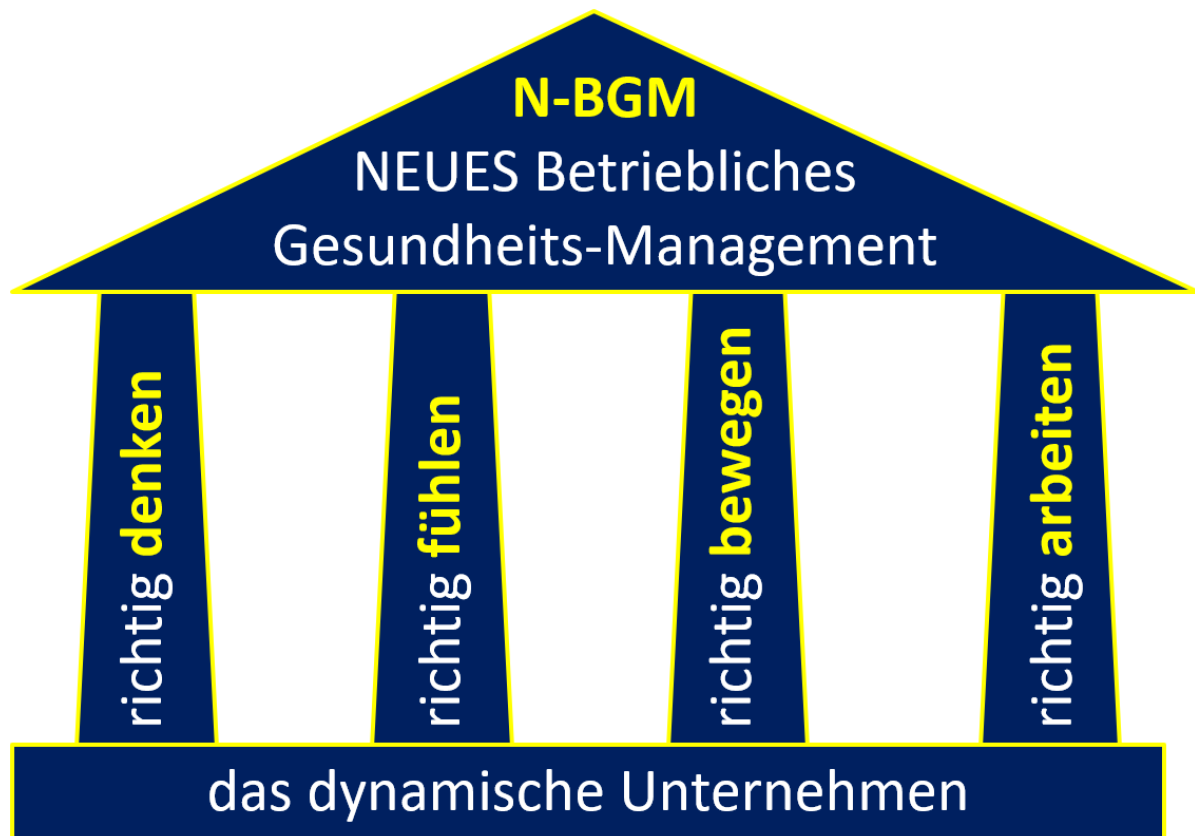 N-BGM
NEUES Betriebliches
Gesundheits-Management
richtig denken
richtig fühlen
richtig bewegen
richtig arbeiten
das dynamische Unternehmen